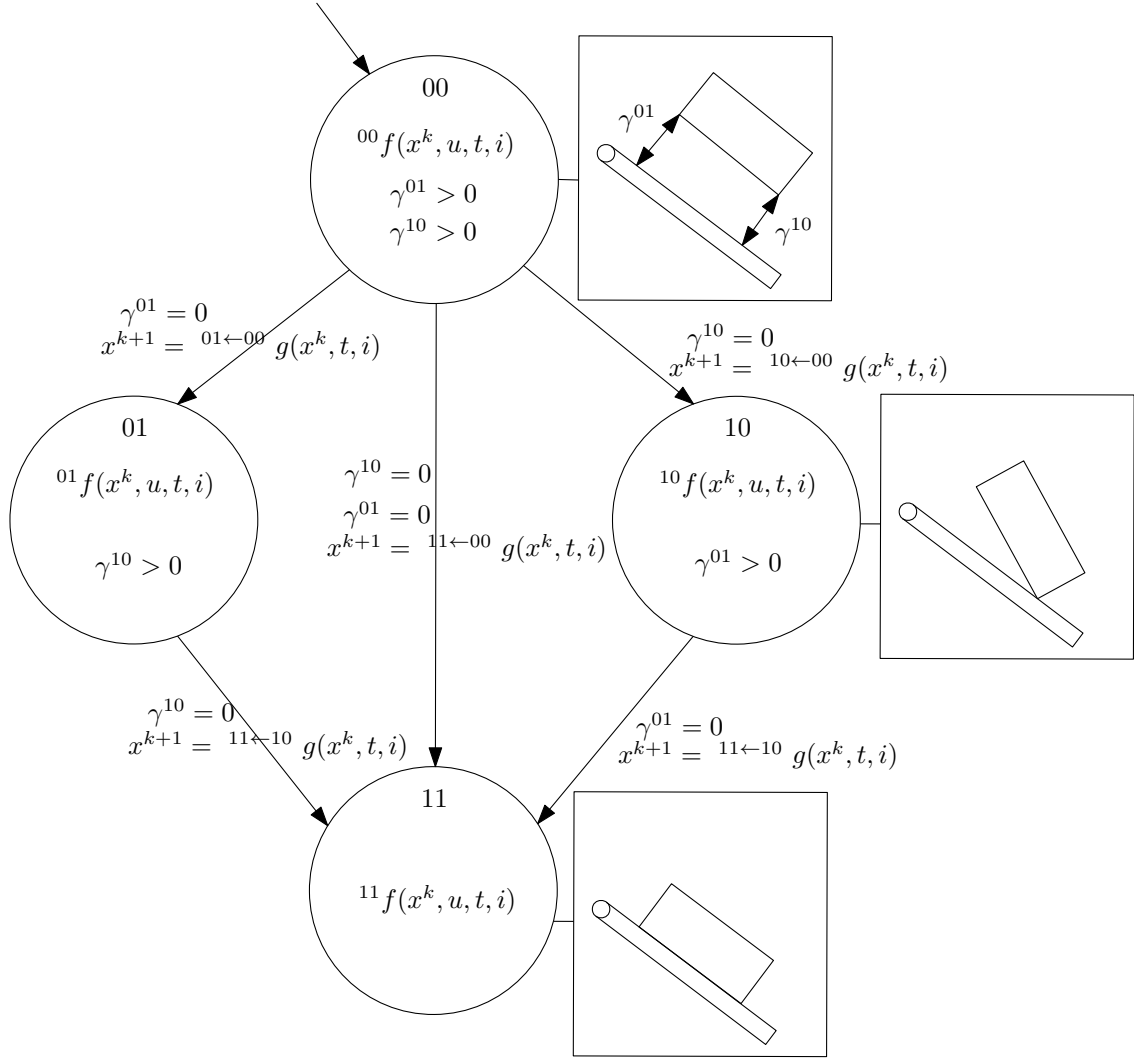 00
⁰⁰f(xᵏ, u, t, i)
γ⁰¹ > 0
γ¹⁰ > 0
γ⁰¹
γ¹⁰
γ⁰¹ = 0
xᵏ⁺¹ = ⁰¹←⁰⁰ g(xᵏ, t, i)
γ¹⁰ = 0
xᵏ⁺¹ = ¹⁰←⁰⁰ g(xᵏ, t, i)
01
⁰¹f(xᵏ, u, t, i)
γ¹⁰ > 0
γ¹⁰ = 0
γ⁰¹ = 0
xᵏ⁺¹ = ¹¹←⁰⁰ g(xᵏ, t, i)
10
¹⁰f(xᵏ, u, t, i)
γ⁰¹ > 0
γ¹⁰ = 0
xᵏ⁺¹ = ¹¹←¹⁰ g(xᵏ, t, i)
γ⁰¹ = 0
xᵏ⁺¹ = ¹¹←¹⁰ g(xᵏ, t, i)
11
¹¹f(xᵏ, u, t, i)